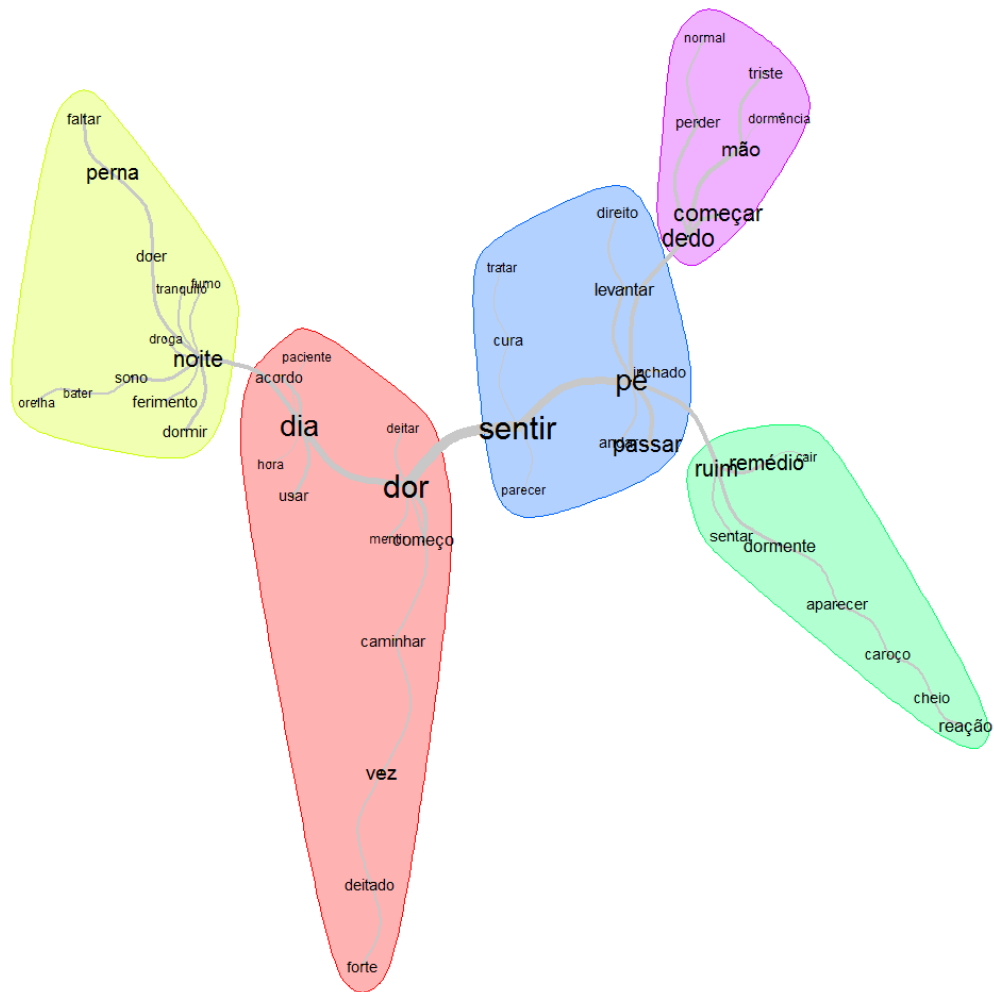 normal
triste
perder
dormência
mão
começar
dedo
faltar
perna
doer
tranquilo
fumo
droga
noite
sono
bater
orelha
ferimento
dormir
direito
tratar
levantar
cura
pé
inchado
sentir
andar
passar
parecer
paciente
acordo
dia
deitar
hora
usar
dor
mentir
começo
caminhar
vez
deitado
forte
ruim
remédio
cair
sentar
dormente
aparecer
caroço
cheio
reação